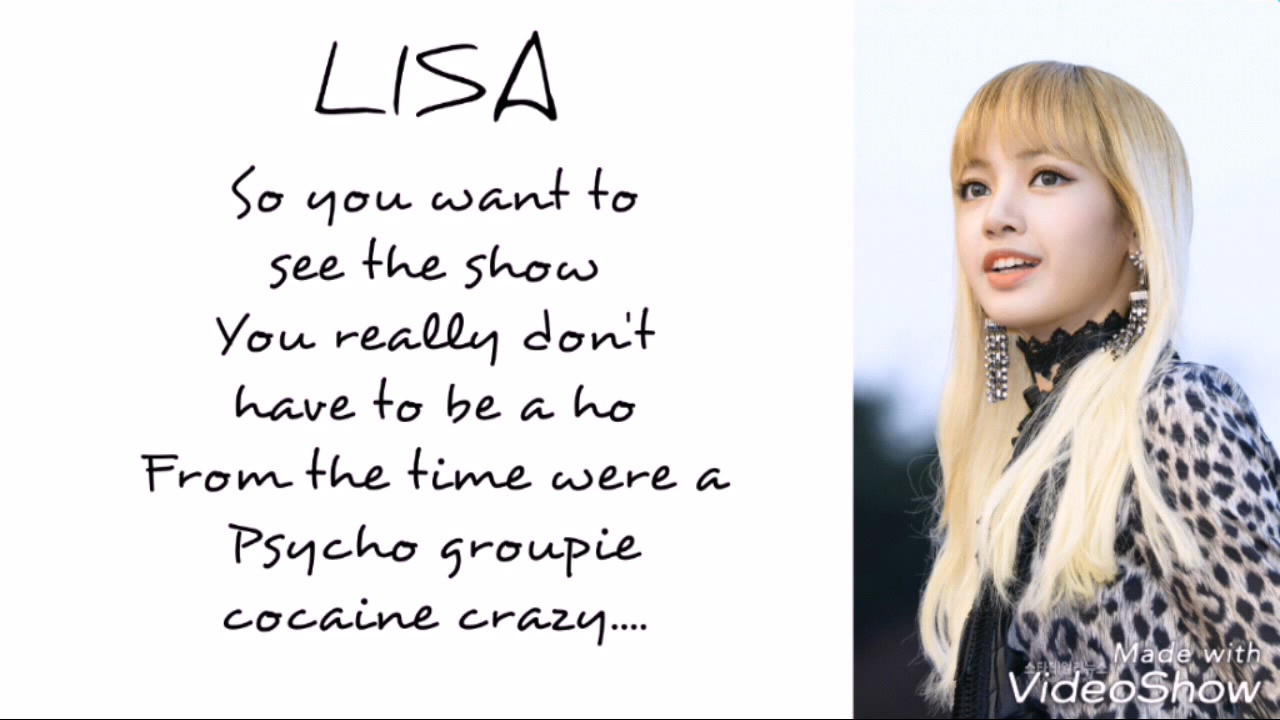 LISA
So you want to
see the show
You really don't
have to be a ho
From the time were a
Psycho groupie
cocaine crazy....
Made with
VideoShow